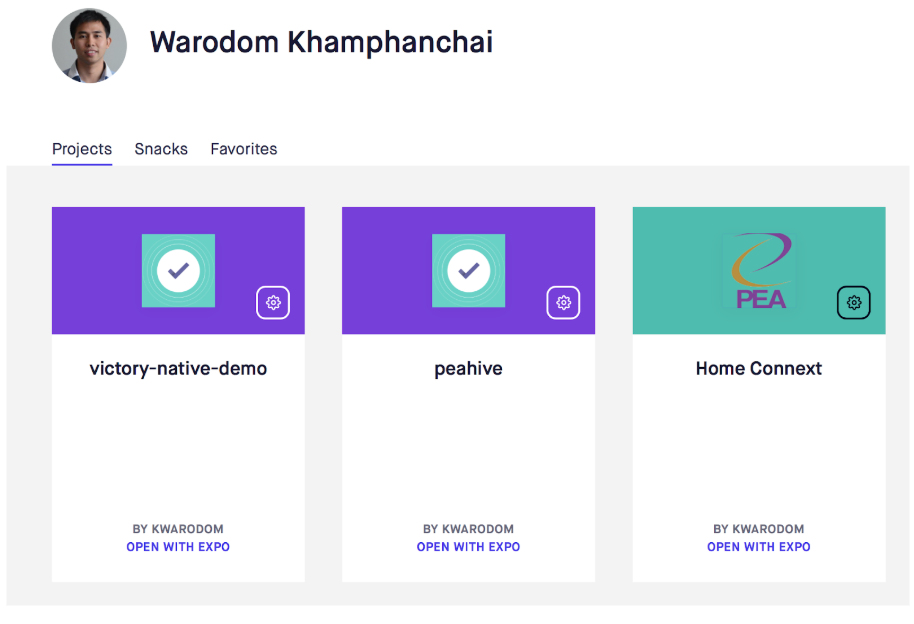 Warodom Khamphanchai
Projects Snacks Favorites
PEA
victory-native-demo peahive Home Connext
BY KWARODOM BY KWARODOM BY KWARODOM
OPEN WITH EXPO OPEN WITH EXPO OPEN WITH EXPO